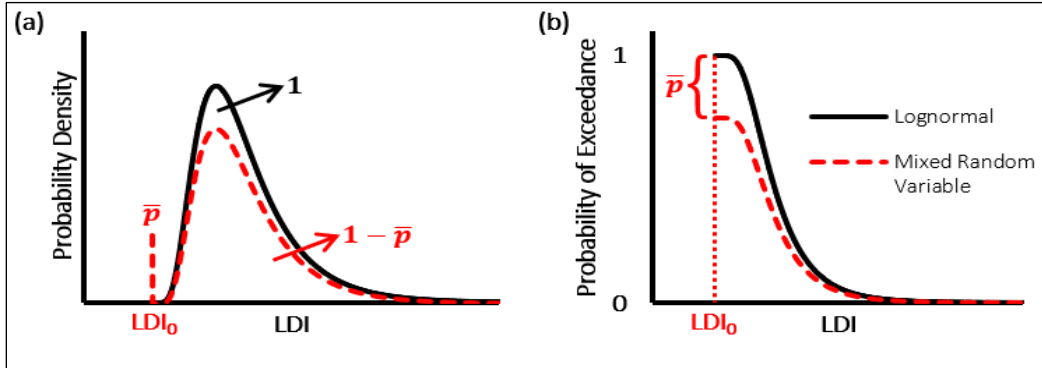 (a)
Probability Density
1
p̅
1 − p̅
LDI₀
LDI
(b)
Probability of Exceedance
1
p̅
0
LDI₀
LDI
Lognormal
Mixed Random
Variable